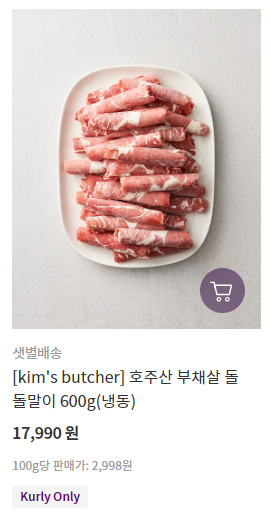 샛별배송
[kim's butcher] 호주산 부채살 돌
돌말이 600g(냉동)
17,990 원
100g당 판매가: 2,998원
Kurly Only